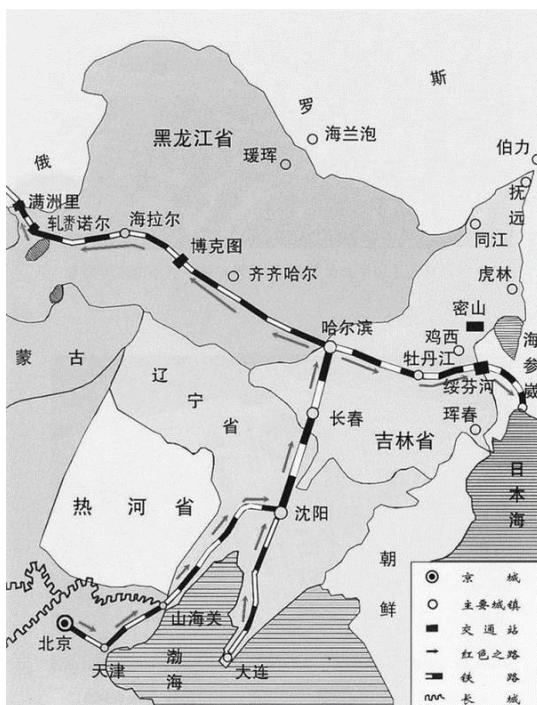 斯
罗
俄
海兰泡
黑龙江省
瑷珲
伯力
抚远
满洲里
海拉尔
同江
博克图
齐齐哈尔
虎林
哈尔滨
密山
鸡西
海参崴
牡丹江
绥芬河
蒙古
辽宁省
长春
珲春
吉林省
日本海
热河省
沈阳
朝鲜
山海关
北京
天津
渤海
大连
京城
主要城镇
交通站
红色之路
铁路
长城